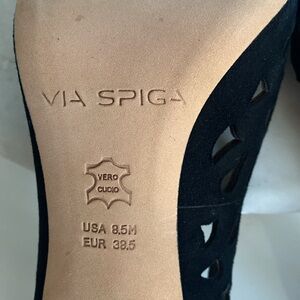 VIA SPIGA
VERO
CUOIO
USA 8.5M
EUR 38.5